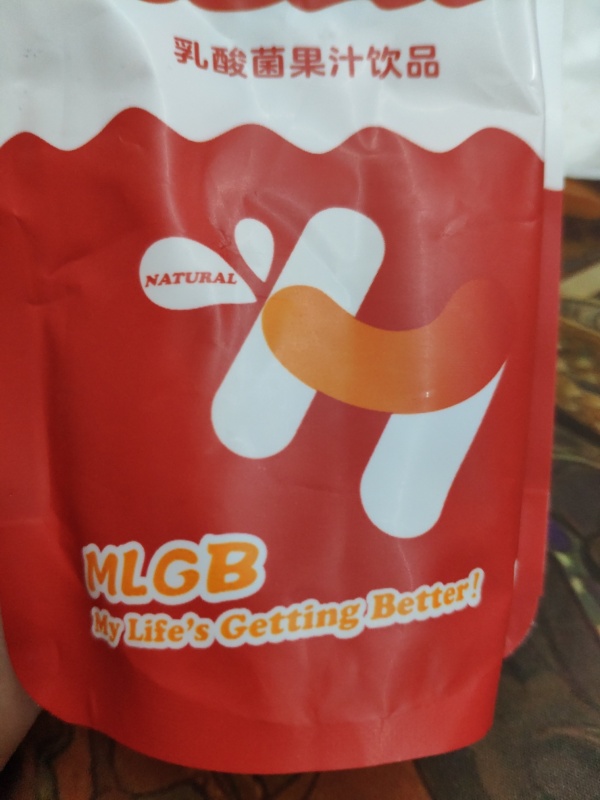 乳酸菌果汁饮品
NATURAL
MLGB
My Life's Getting Better!